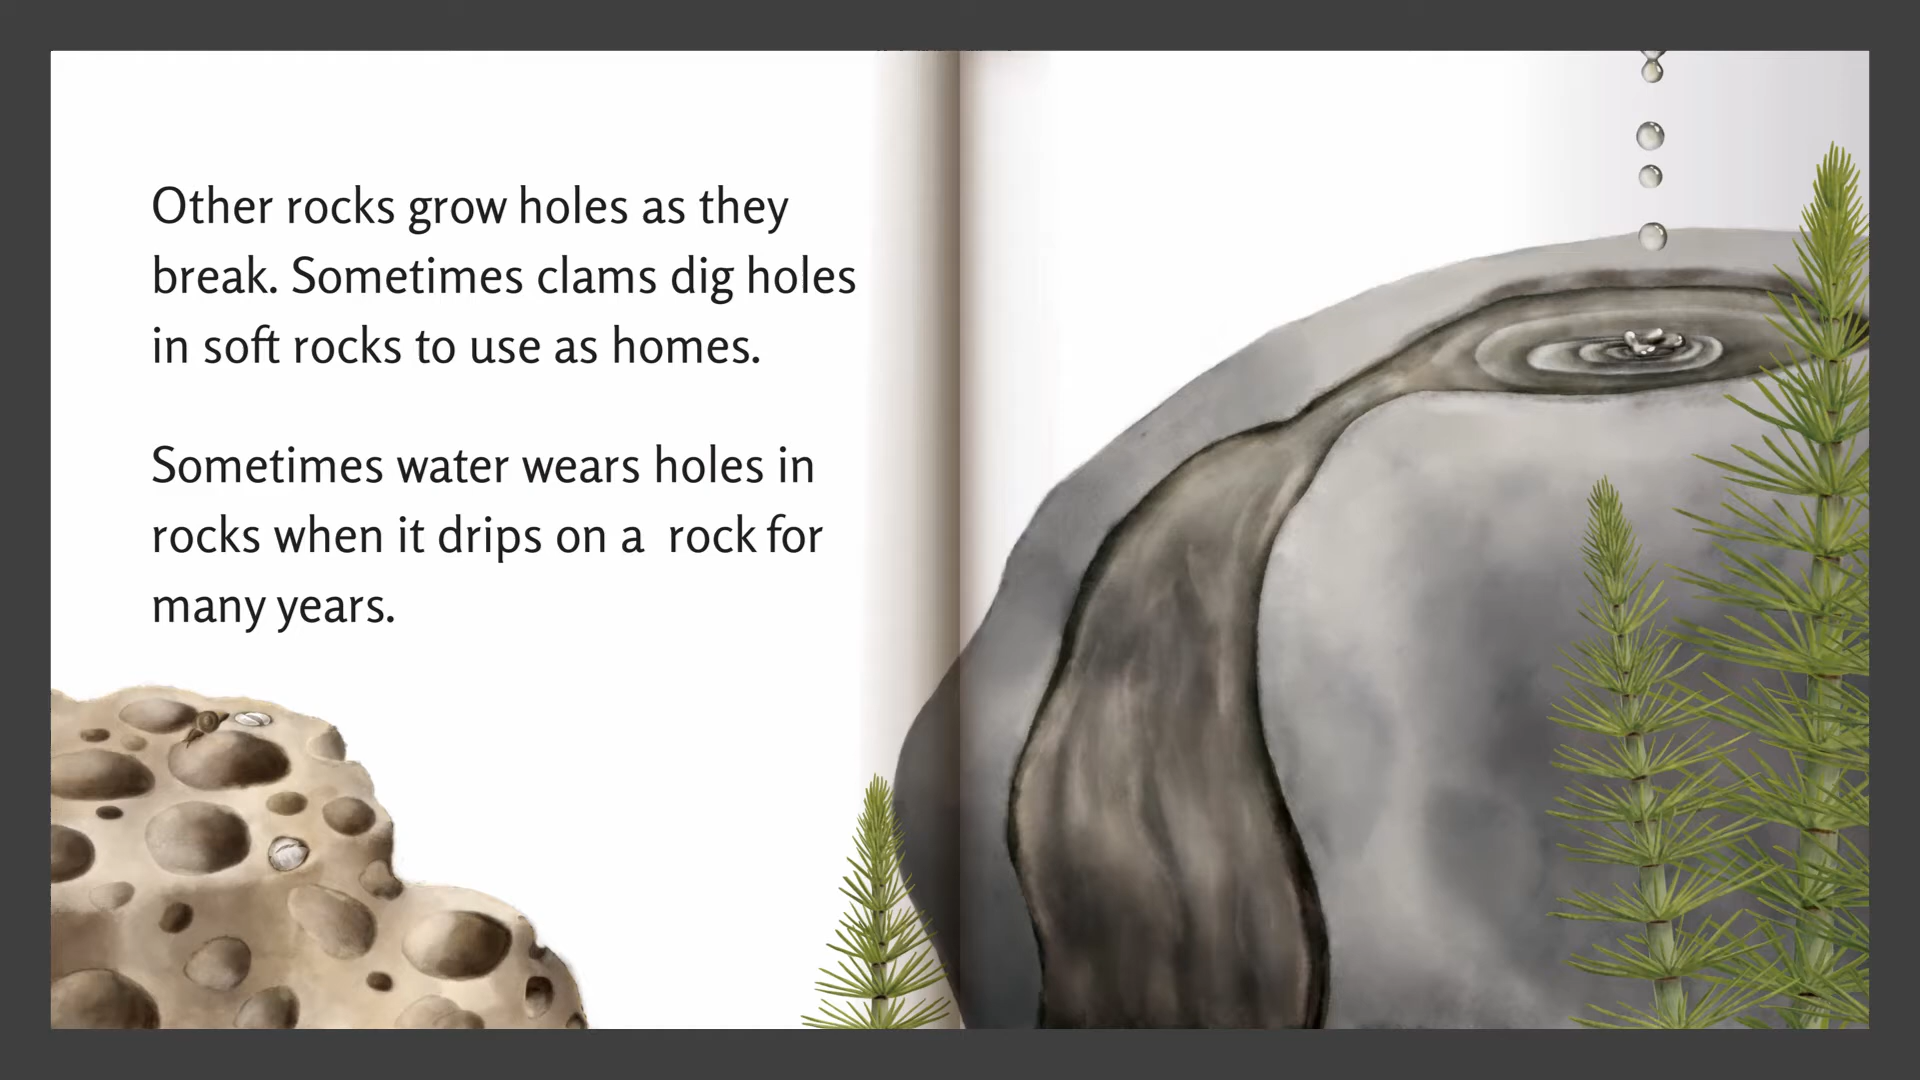 Other rocks grow holes as they
break. Sometimes clams dig holes
in soft rocks to use as homes.
Sometimes water wears holes in
rocks when it drips on a  rock for
many years.